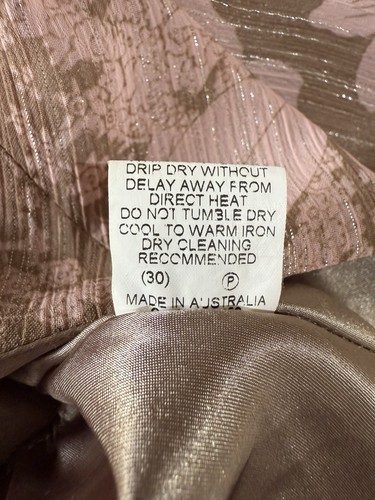 DRIP DRY WITHOUT
DELAY AWAY FROM
DIRECT HEAT
DO NOT TUMBLE DRY
COOL TO WARM IRON
DRY CLEANING
RECOMMENDED
(30) P
MADE IN AUSTRALIA